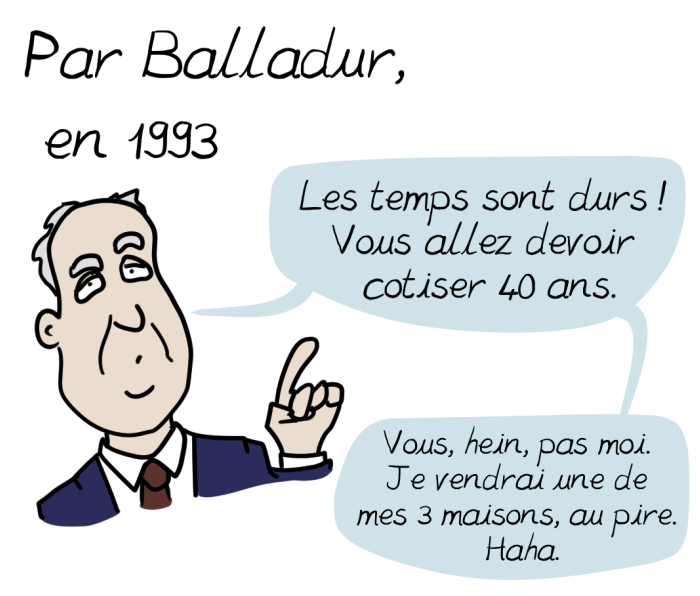 Par Balladur,
en 1993
Les temps sont durs !
Vous allez devoir
cotiser 40 ans.
Vous, hein, pas moi.
Je vendrai une de
mes 3 maisons, au pire.
Haha.